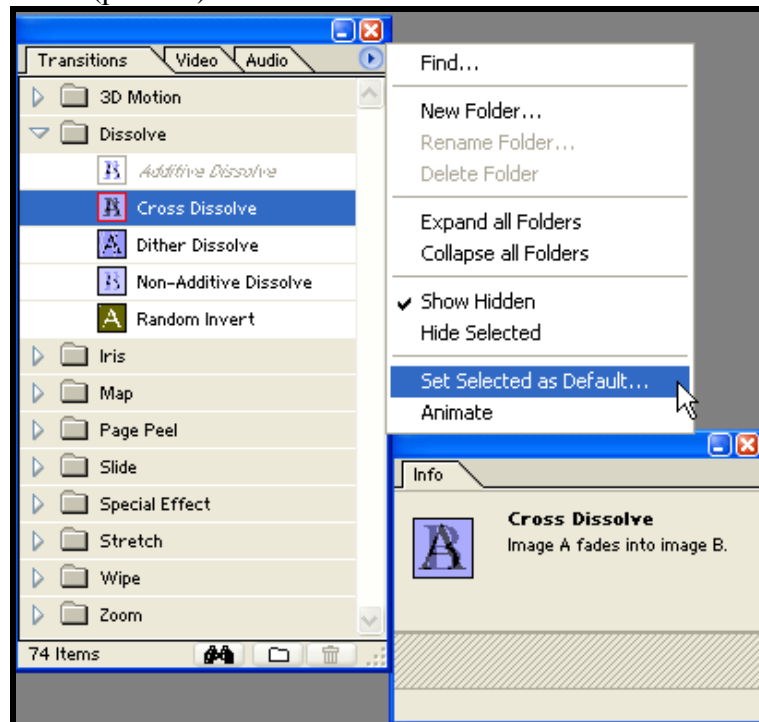 Transitions Video Audio
3D Motion
Dissolve
Additive Dissolve
Cross Dissolve
Dither Dissolve
Non-Additive Dissolve
Random Invert
Iris
Map
Page Peel
Slide
Special Effect
Stretch
Wipe
Zoom
74 Items
Find...
New Folder...
Rename Folder...
Delete Folder
Expand all Folders
Collapse all Folders
Show Hidden
Hide Selected
Set Selected as Default...
Animate
Info
Cross Dissolve
Image A fades into image B.